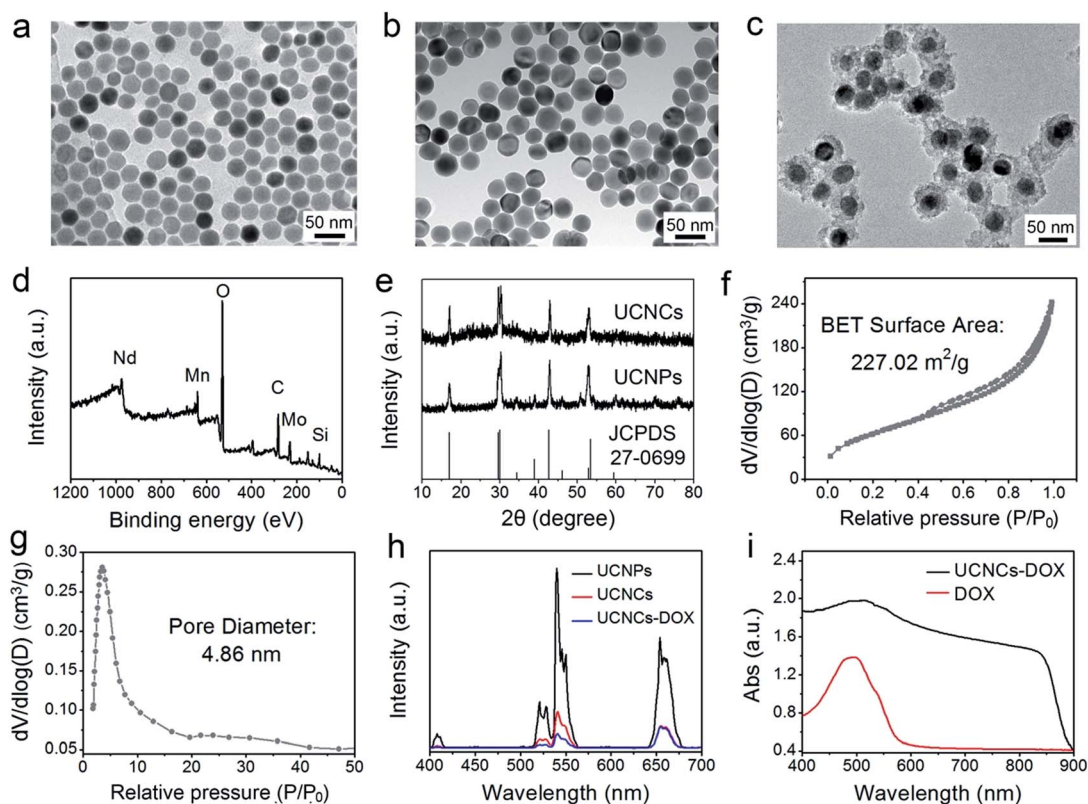 a
50 nm
b
50 nm
c
50 nm
d
Intensity (a.u.)
Nd
Mn
O
C
Mo
Si
1200 1000 800 600 400 200 0
Binding energy (eV)
e
Intensity (a.u.)
UCNCs
UCNPs
JCPDS
27-0699
10 20 30 40 50 60 70 80
2θ (degree)
f
dV/dlog(D) (cm³/g)
240
180
120
60
0
BET Surface Area:
227.02 m²/g
0.0 0.2 0.4 0.6 0.8 1.0
Relative pressure (P/P₀)
g
dV/dlog(D) (cm³/g)
0.30
0.25
0.20
0.15
0.10
0.05
Pore Diameter:
4.86 nm
0 10 20 30 40 50
Relative pressure (P/P₀)
h
Intensity (a.u.)
UCNPs
UCNCs
UCNCs-DOX
400 450 500 550 600 650 700
Wavelength (nm)
i
Abs (a.u.)
2.4
2.0
1.6
1.2
0.8
0.4
UCNCs-DOX
DOX
400 500 600 700 800 900
Wavelength (nm)